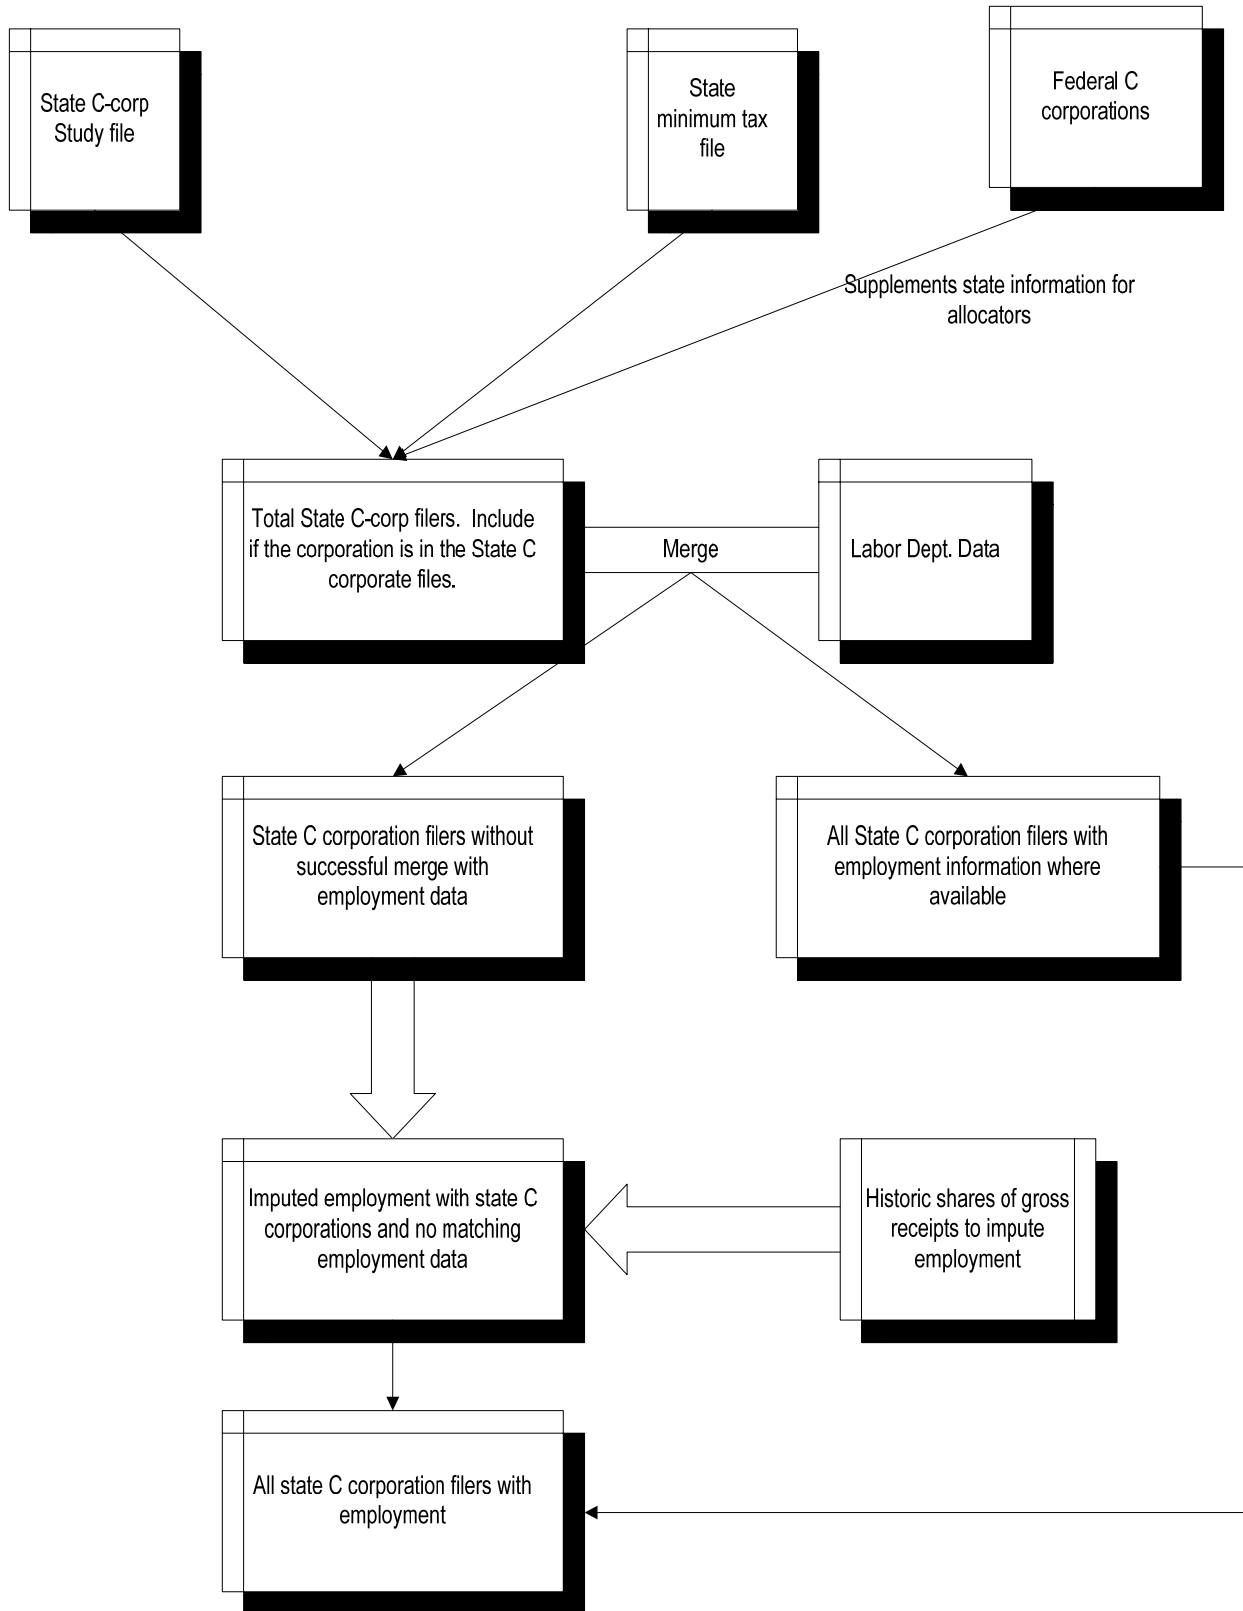 State C-corp
Study file
State
minimum tax
file
Federal C
corporations
Supplements state information for
allocators
Total State C-corp filers.  Include
if the corporation is in the State C
corporate files.
Merge
Labor Dept. Data
State C corporation filers without
successful merge with
employment data
All State C corporation filers with
employment information where
available
Imputed employment with state C
corporations and no matching
employment data
Historic shares of gross
receipts to impute
employment
All state C corporation filers with
employment